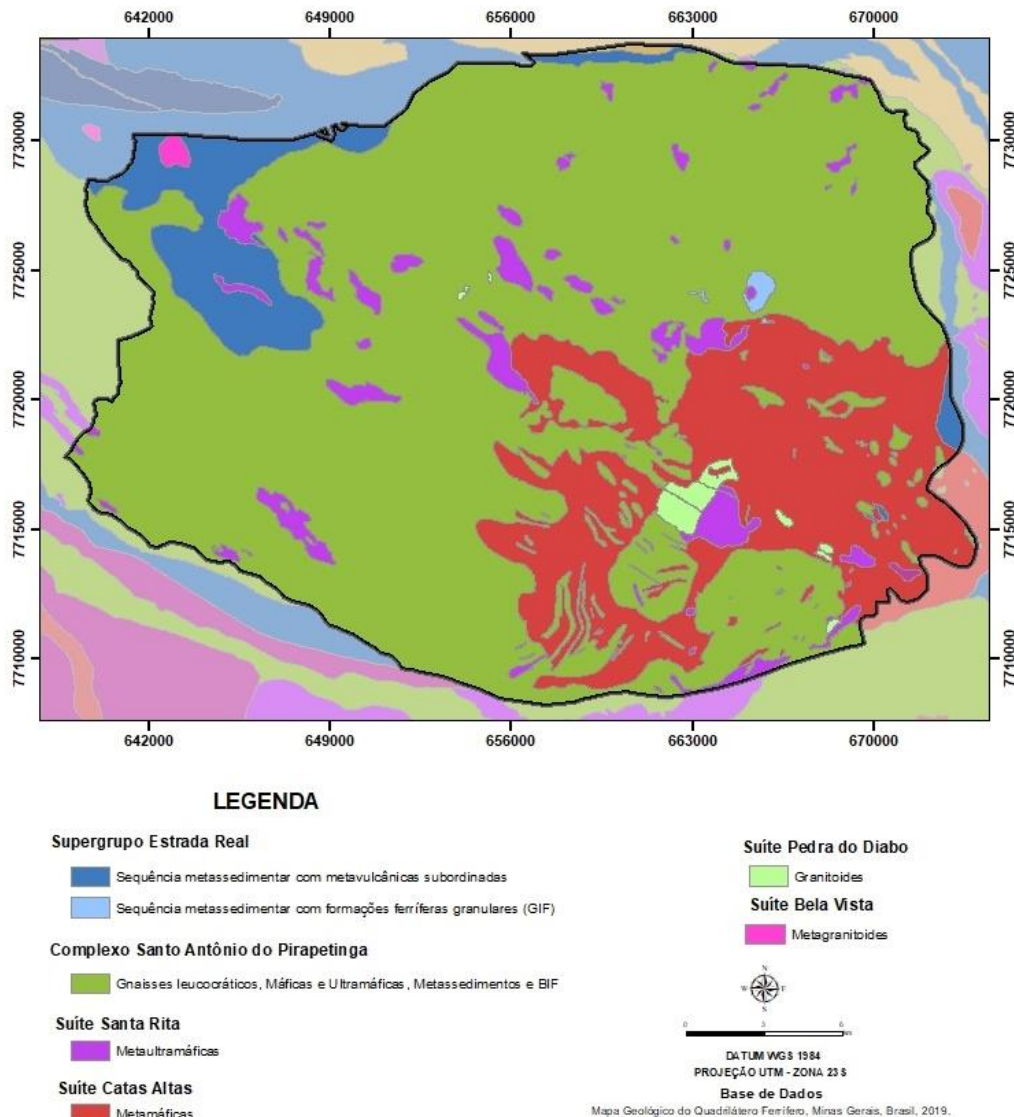 642000 649000 656000 663000 670000
7730000 7730000
7725000 7725000
7720000 7720000
7715000 7715000
7710000 7710000
642000 649000 656000 663000 670000
LEGENDA
Supergrupo Estrada Real
Sequência metassedimentar com metavulcânicas subordinadas
Sequência metassedimentar com formações ferríferas granulares (GIF)
Complexo Santo Antônio do Pirapetinga
Gnaisses leucocráticos, Máficas e Ultramáficas, Metassedimentos e BIF
Suíte Santa Rita
Metaultramáficas
Suíte Catas Altas
Metamáficas
Suíte Pedra do Diabo
Granitoides
Suíte Bela Vista
Metagranitoides
N
W
S
0 3 6
DATUM WGS 1984
PROJEÇÃO UTM - ZONA 23 S
Base de Dados
Mapa Geológico do Quadrilátero Ferrífero, Minas Gerais, Brasil, 2019.